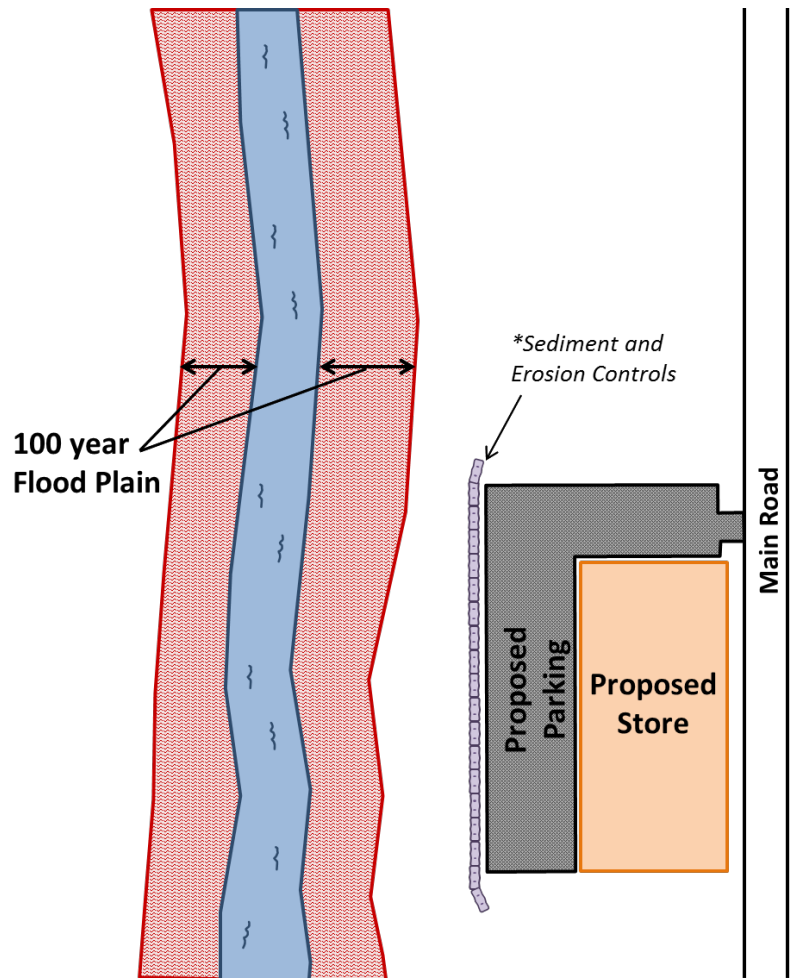 *Sediment and
Erosion Controls
100 year
Flood Plain
Main Road
Proposed
Parking
Proposed
Store